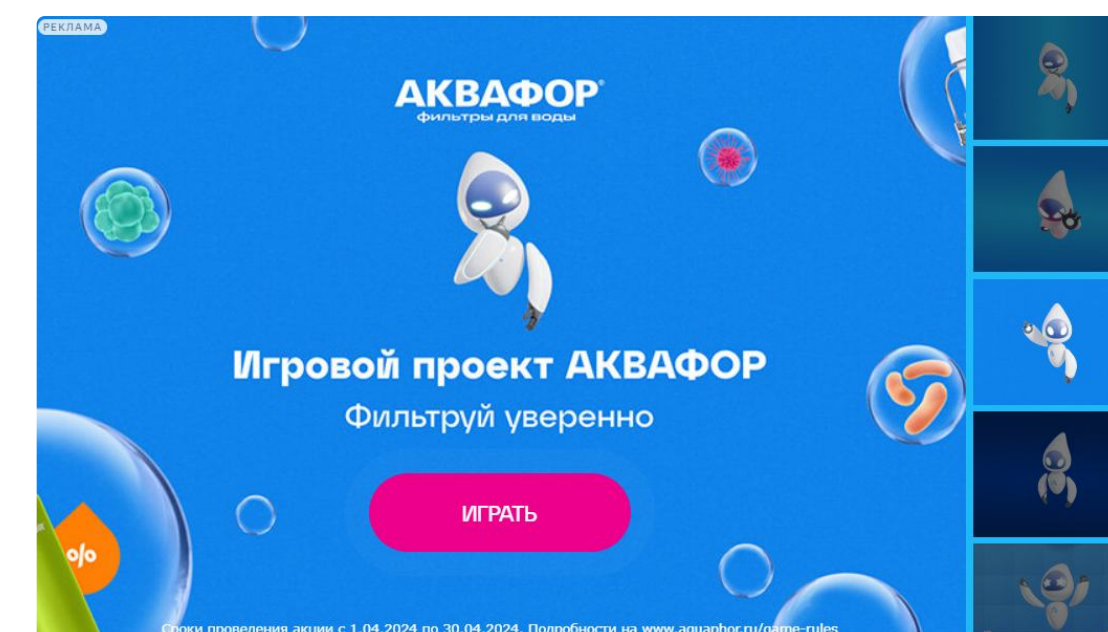 РЕКЛАМА
АКВАФОР®
фильтры для воды
Игровой проект АКВАФОР
Фильтруй уверенно
ИГРАТЬ
%
Сроки проведения акции с 1.04.2024 по 30.04.2024. Подробности на www.aquaphor.ru/game-rules